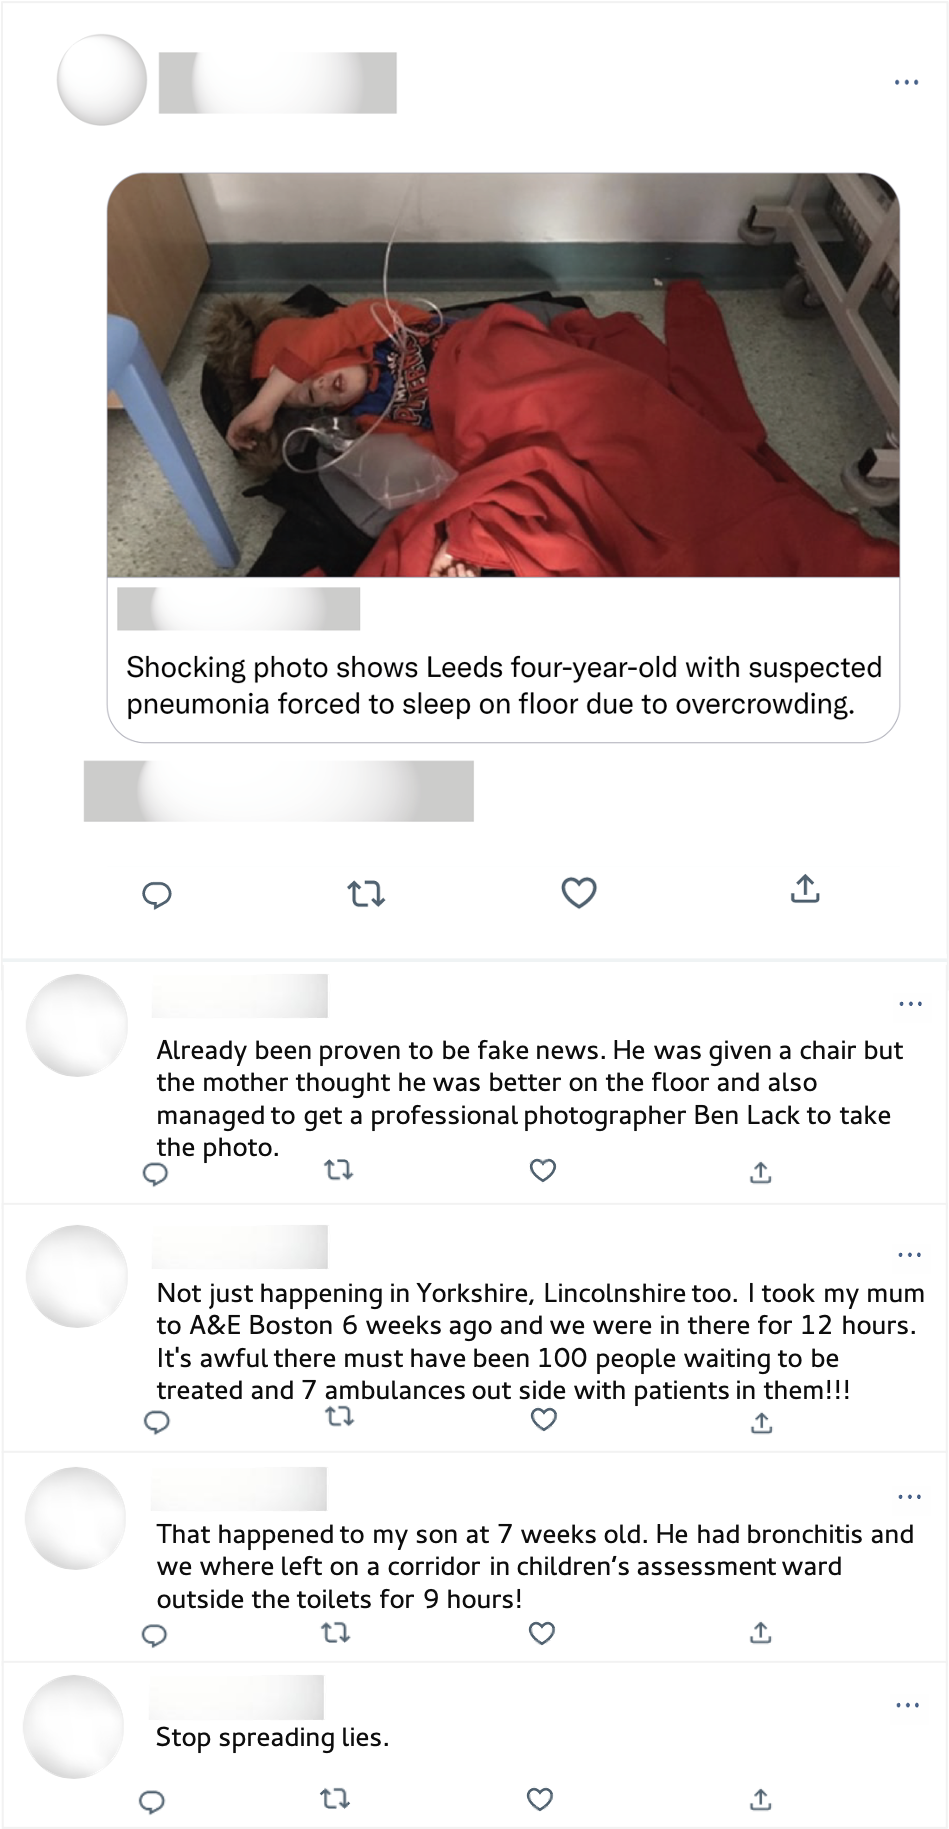 Shocking photo shows Leeds four-year-old with suspected
pneumonia forced to sleep on floor due to overcrowding.
Already been proven to be fake news. He was given a chair but
the mother thought he was better on the floor and also
managed to get a professional photographer Ben Lack to take
the photo.
Not just happening in Yorkshire, Lincolnshire too. I took my mum
to A&E Boston 6 weeks ago and we were in there for 12 hours.
It's awful there must have been 100 people waiting to be
treated and 7 ambulances out side with patients in them!!!
That happened to my son at 7 weeks old. He had bronchitis and
we where left on a corridor in children’s assessment ward
outside the toilets for 9 hours!
Stop spreading lies.